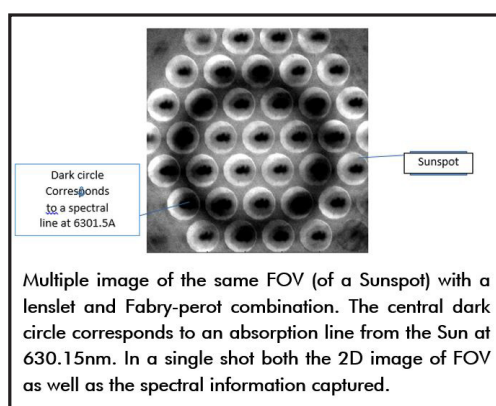 Sunspot
Dark circle
Corresponds
to a spectral
line at 6301.5A
Multiple image of the same FOV (of a Sunspot) with a
lenslet and Fabry-perot combination. The central dark
circle corresponds to an absorption line from the Sun at
630.15nm. In a single shot both the 2D image of FOV
as well as the spectral information captured.